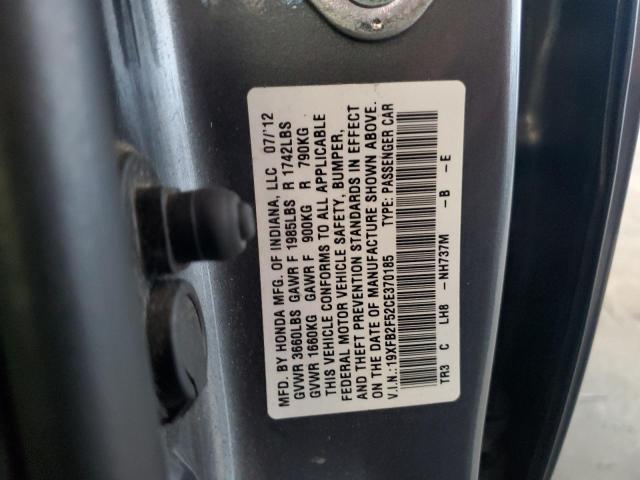 MFD. BY HONDA MFG. OF INDIANA, LLC 07/'12
GVWR 3660LBS GAWR F 1985LBS R 1742LBS
GVWR 1660KG GAWR F 900KG R 790KG
THIS VEHICLE CONFORMS TO ALL APPLICABLE
FEDERAL MOTOR VEHICLE SAFETY, BUMPER,
AND THEFT PREVENTION STANDARDS IN EFFECT
ON THE DATE OF MANUFACTURE SHOWN ABOVE.
V.I.N.: 19XFB2F52CE370185 TYPE: PASSENGER CAR
TR3 C LH8 -NH737M -B -E